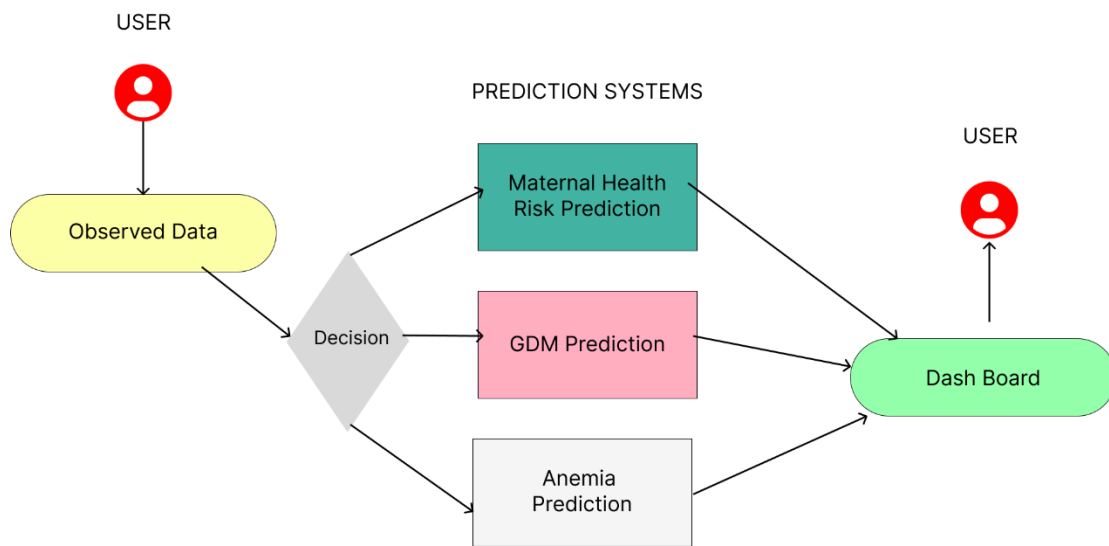 USER
PREDICTION SYSTEMS
USER
Maternal Health
Risk Prediction
Observed Data
Decision
GDM Prediction
Dash Board
Anemia
Prediction